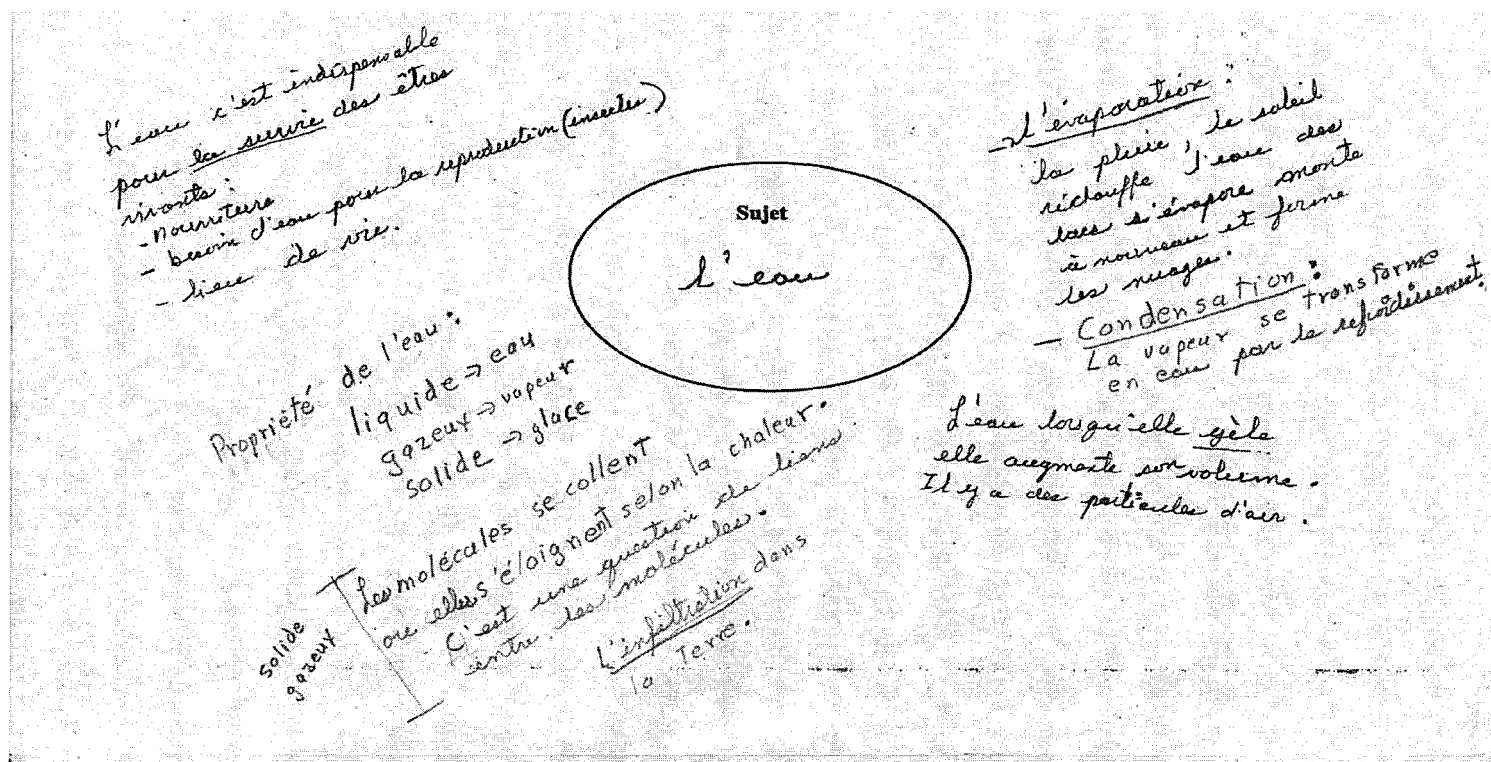 L'eau c'est indispensable
pour la survie des êtres
vivants :
- nourriture
- besoin d'eau pour la reproduction (insectes)
- lieu de vie.
Sujet
L'eau
- L'évaporation :
la pluie, le soleil
réchauffe l'eau des
lacs s'évapore monte
à nouveau et forme
les nuages.
- Condensation :
La vapeur se transforme
en eau par le refroidissement.
L'eau lorsqu'elle gèle
elle augmente son volume.
Il y a des particules d'air.
Propriété de l'eau :
liquide → eau
gazeux → vapeur
solide → glace
Les molécules se collent
ou elles s'éloignent selon la chaleur.
C'est une question de liens
entre les molécules.
solide
gazeux
L'infiltration dans
la Terre.